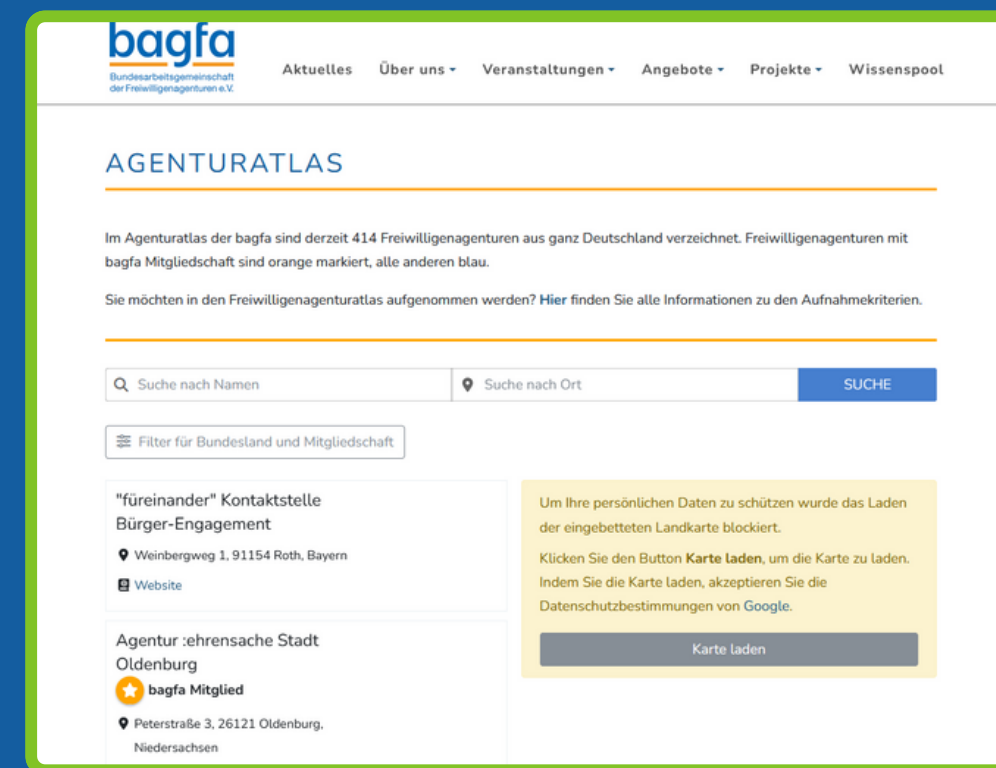 bagfa
Bundesarbeitsgemeinschaft
der Freiwilligenagenturen e.V.
Aktuelles Über uns Veranstaltungen Angebote Projekte Wissenspool
AGENTURATLAS
Im Agenturatlas der bagfa sind derzeit 414 Freiwilligenagenturen aus ganz Deutschland verzeichnet. Freiwilligenagenturen mit
bagfa Mitgliedschaft sind orange markiert, alle anderen blau.
Sie möchten in den Freiwilligenagenturatlas aufgenommen werden? Hier finden Sie alle Informationen zu den Aufnahmekriterien.
Suche nach Namen Suche nach Ort SUCHE
Filter für Bundesland und Mitgliedschaft
"füreinander" Kontaktstelle
Bürger-Engagement
Weinbergweg 1, 91154 Roth, Bayern
Website
Agentur :ehrensache Stadt
Oldenburg
bagfa Mitglied
Peterstraße 3, 26121 Oldenburg,
Niedersachsen
Um Ihre persönlichen Daten zu schützen wurde das Laden
der eingebetteten Landkarte blockiert.
Klicken Sie den Button Karte laden, um die Karte zu laden.
Indem Sie die Karte laden, akzeptieren Sie die
Datenschutzbestimmungen von Google.
Karte laden